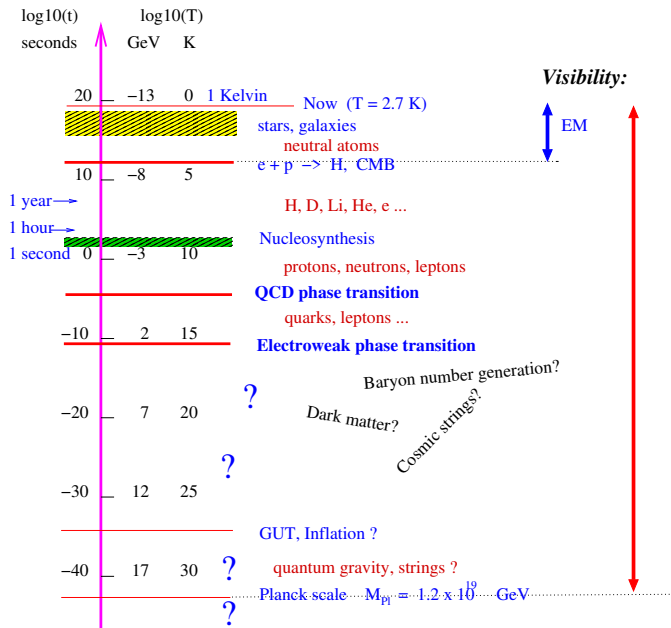 log10(t) log10(T)
seconds GeV K
Visibility:
20 −13 0 1 Kelvin
Now (T = 2.7 K)
EM
stars, galaxies
neutral atoms
e + p −> H, CMB
10 −8 5
1 year
H, D, Li, He, e ...
1 hour
Nucleosynthesis
1 second 0 −3 10
protons, neutrons, leptons
QCD phase transition
quarks, leptons ...
−10 2 15
Electroweak phase transition
Baryon number generation?
?
Dark matter?
Cosmic strings?
−20 7 20
?
−30 12 25
GUT, Inflation ?
?
quantum gravity, strings ?
−40 17 30
Planck scale M_Pl = 1.2 x 10^19 GeV
?